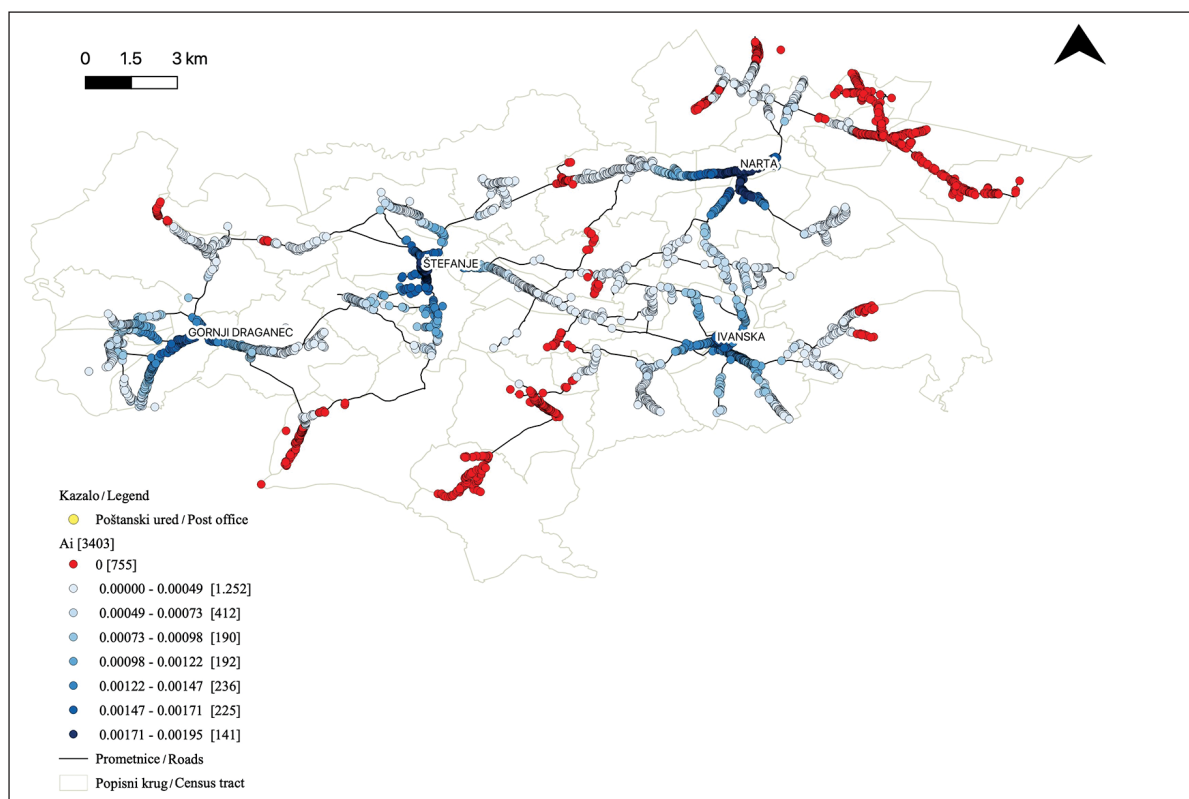 0 1.5 3 km
NARTA
ŠTEFANJE
GORNJI DRAGANEC
IVANSKA
Kazalo / Legend
Poštanski ured / Post office
Ai [3403]
0 [755]
0.00000 - 0.00049 [1.252]
0.00049 - 0.00073 [412]
0.00073 - 0.00098 [190]
0.00098 - 0.00122 [192]
0.00122 - 0.00147 [236]
0.00147 - 0.00171 [225]
0.00171 - 0.00195 [141]
Prometnice / Roads
Popisni krug / Census tract